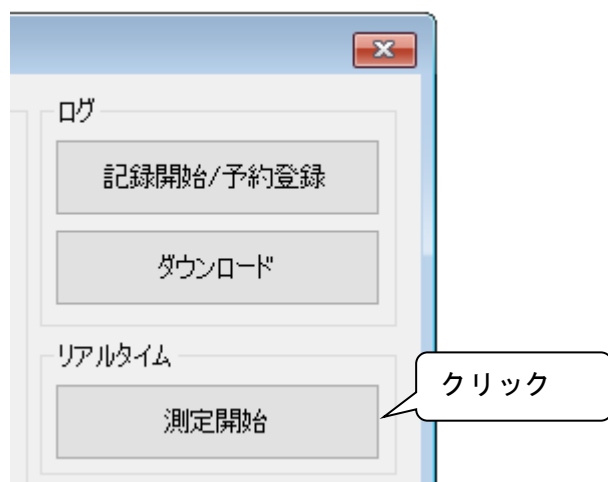 ログ
記録開始/予約登録
ダウンロード
リアルタイム
測定開始
クリック